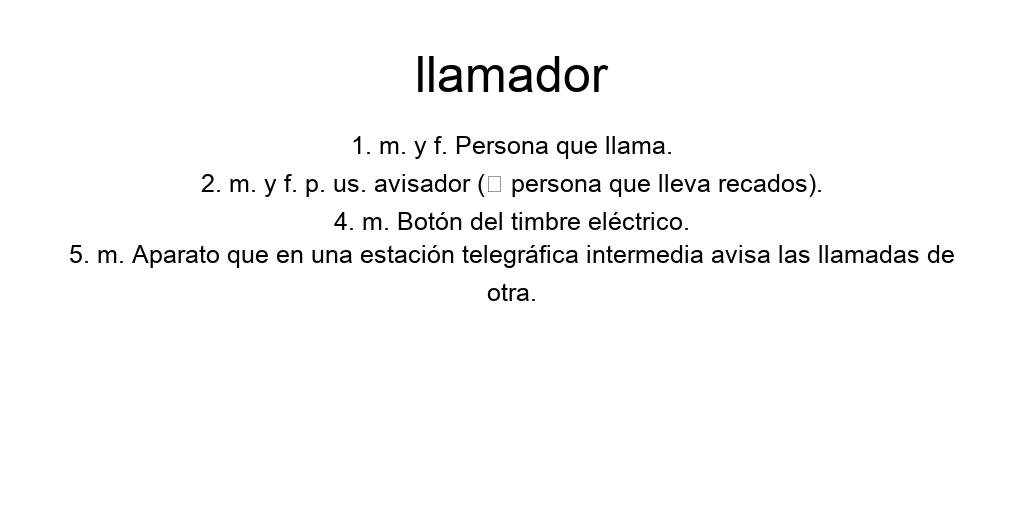 llamador
1. m. y f. Persona que llama.
2. m. y f. p. us. avisador (▯ persona que lleva recados).
4. m. Botón del timbre eléctrico.
5. m. Aparato que en una estación telegráfica intermedia avisa las llamadas de
otra.